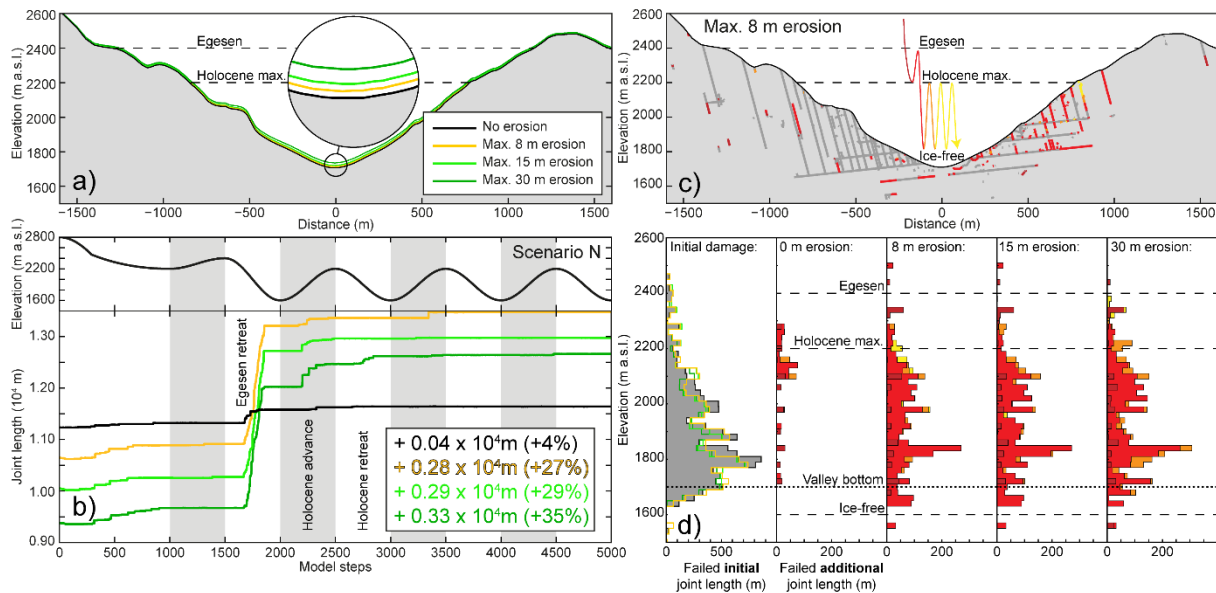 2600
2400
2200
2000
1800
1600
Elevation (m a.s.l.)
Egesen
Holocene max.
No erosion
Max. 8 m erosion
Max. 15 m erosion
Max. 30 m erosion
a)
−1500 −1000 −500 0 500 1000 1500
Distance (m)
Max. 8 m erosion
2600
2400
2200
2000
1800
1600
Elevation (m a.s.l.)
Egesen
Holocene max.
Ice-free
c)
−1500 −1000 −500 0 500 1000 1500
Distance (m)
2800
2200
1600
Elevation (m a.s.l.)
Scenario N
1.30
1.20
1.10
1.00
0.90
Joint length (10⁴ m)
Egesen retreat
Holocene advance
Holocene retreat
+ 0.04 x 10⁴m (+4%)
+ 0.28 x 10⁴m (+27%)
+ 0.29 x 10⁴m (+29%)
+ 0.33 x 10⁴m (+35%)
b)
0 500 1000 1500 2000 2500 3000 3500 4000 4500 5000
Model steps
2600
2400
2200
2000
1800
1600
Elevation (m a.s.l.)
Initial damage: 0 m erosion: 8 m erosion: 15 m erosion: 30 m erosion:
Egesen
Holocene max.
Valley bottom
Ice-free
d)
0 500 0 200 0 200 0 200 0 200
Failed initial
joint length (m)
Failed additional
joint length (m)